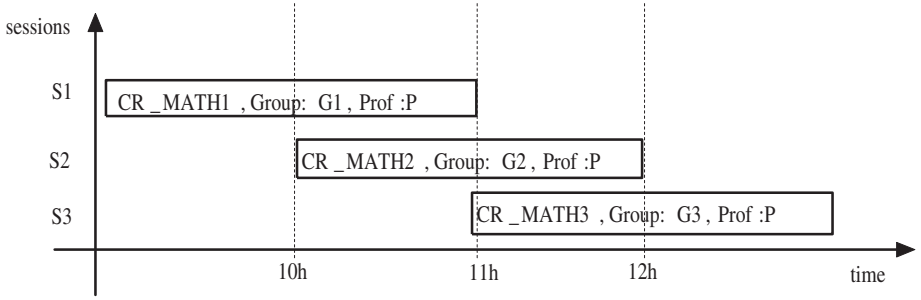 sessions
S1
CR _MATH1 , Group: G1 , Prof :P
S2
CR _MATH2 , Group: G2 , Prof :P
S3
CR _MATH3 , Group: G3 , Prof :P
10h
11h
12h
time